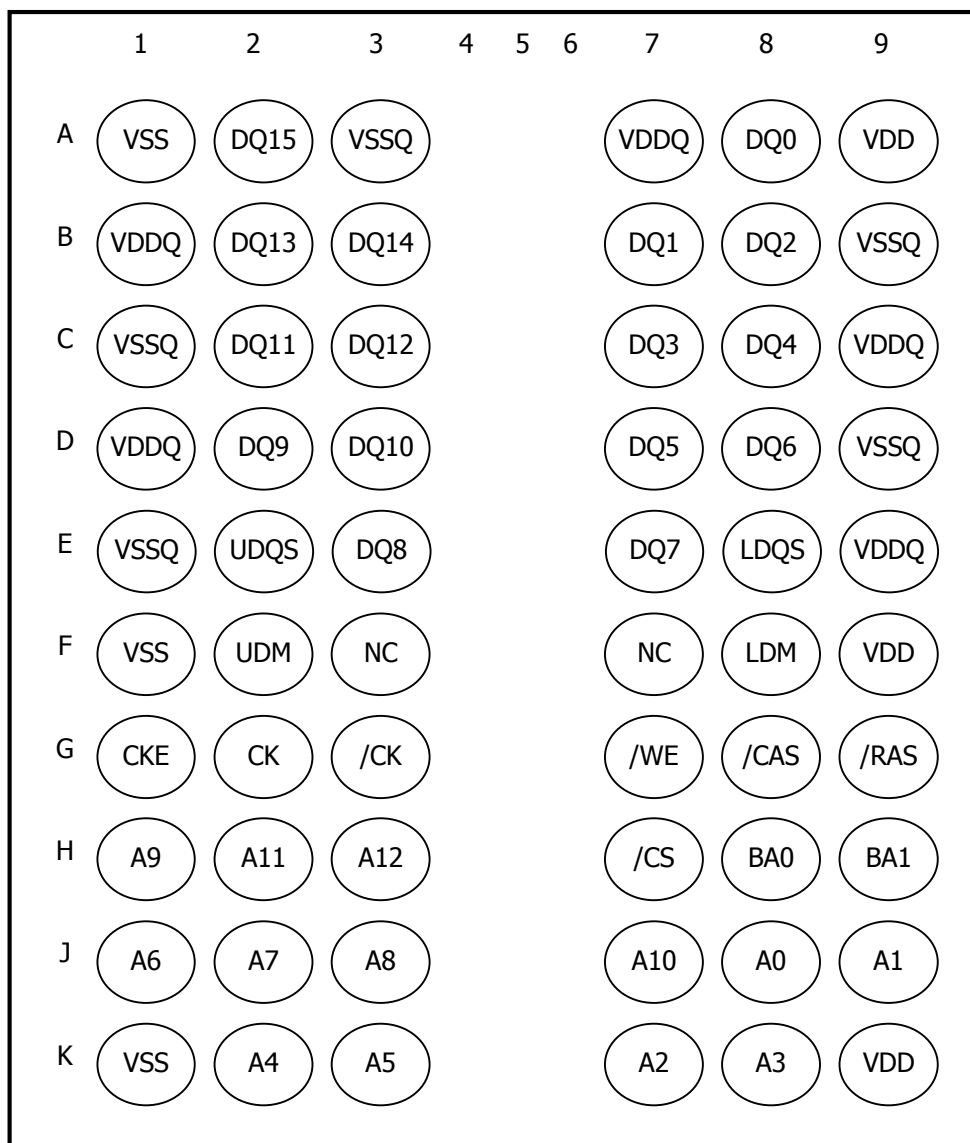 1 2 3 4 5 6 7 8 9
A VSS DQ15 VSSQ VDDQ DQ0 VDD
B VDDQ DQ13 DQ14 DQ1 DQ2 VSSQ
C VSSQ DQ11 DQ12 DQ3 DQ4 VDDQ
D VDDQ DQ9 DQ10 DQ5 DQ6 VSSQ
E VSSQ UDQS DQ8 DQ7 LDQS VDDQ
F VSS UDM NC NC LDM VDD
G CKE CK /CK /WE /CAS /RAS
H A9 A11 A12 /CS BA0 BA1
J A6 A7 A8 A10 A0 A1
K VSS A4 A5 A2 A3 VDD